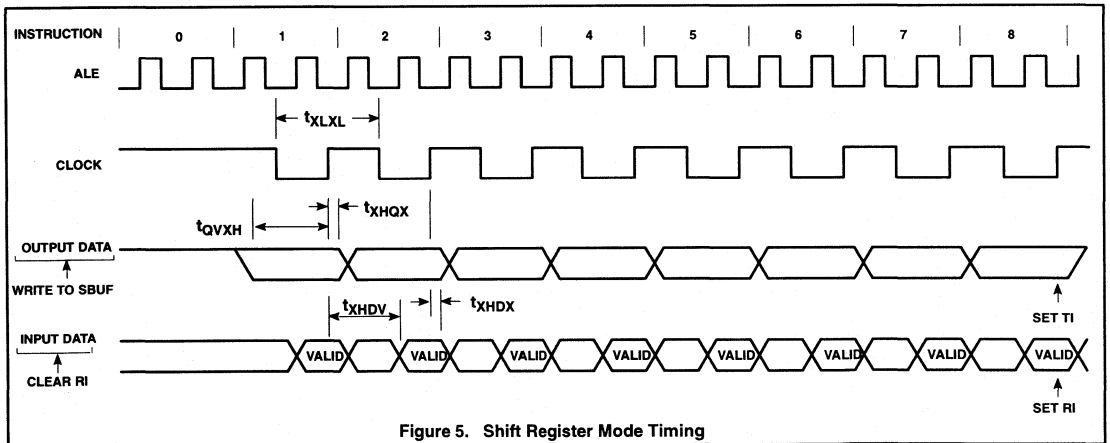 INSTRUCTION 0 1 2 3 4 5 6 7 8
ALE
tXLXL
CLOCK
tQVXH
tXHQX
OUTPUT DATA
WRITE TO SBUF
tXHDV
tXHDX
SET TI
INPUT DATA
VALID VALID VALID VALID VALID VALID VALID VALID
CLEAR RI
SET RI
Figure 5. Shift Register Mode Timing